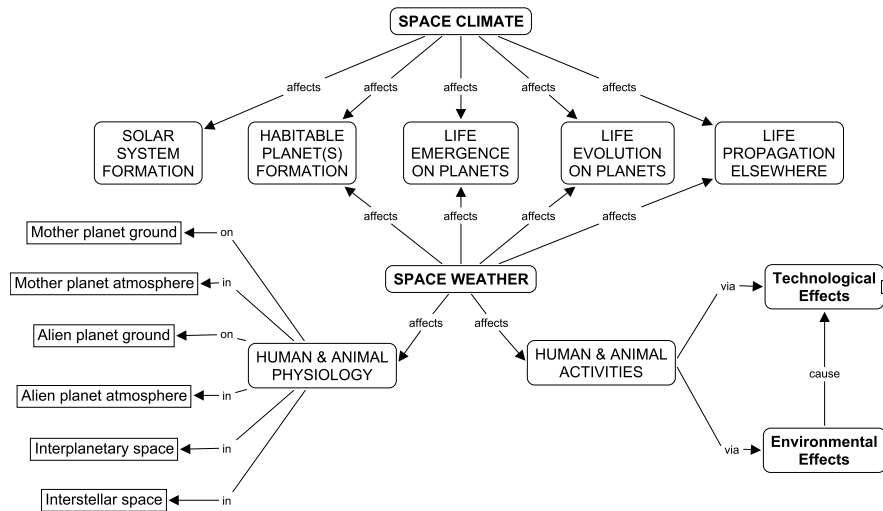 SPACE CLIMATE
affects
affects
affects
affects
affects
SOLAR
SYSTEM
FORMATION
HABITABLE
PLANET(S)
FORMATION
LIFE
EMERGENCE
ON PLANETS
LIFE
EVOLUTION
ON PLANETS
LIFE
PROPAGATION
ELSEWHERE
affects
affects
affects
affects
SPACE WEATHER
affects
affects
Mother planet ground
on
Mother planet atmosphere
in
Alien planet ground
on
Alien planet atmosphere
in
Interplanetary space
in
Interstellar space
in
HUMAN & ANIMAL
PHYSIOLOGY
HUMAN & ANIMAL
ACTIVITIES
via
Technological
Effects
cause
via
Environmental
Effects